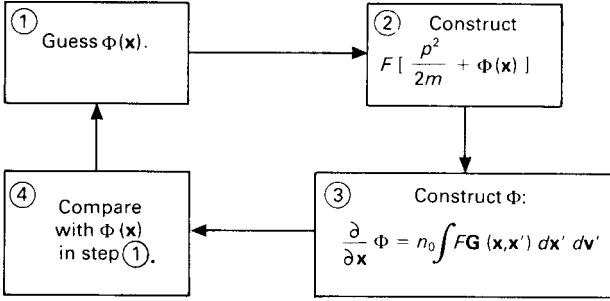 ① Guess Φ(x).
② Construct
F [ p²/2m + Φ(x) ]
③ Construct Φ:
∂/∂x Φ = n₀∫FG (x,x′) dx′ dv′
④ Compare
with Φ (x)
in step ①.